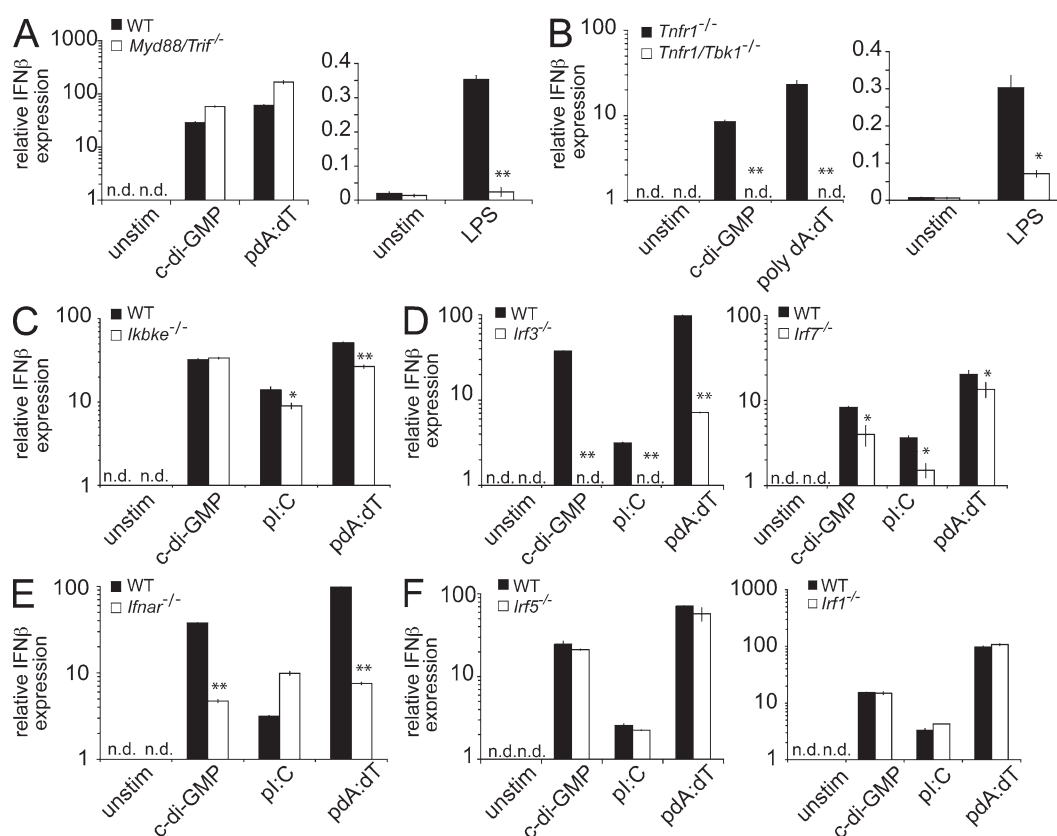 A
WT
Myd88/Trif-/-
relative IFNβ
expression
1000
100
10
1
n.d. n.d.
unstim
c-di-GMP
pdA:dT
0.4
0.3
0.2
0.1
0
**
unstim
LPS
B
Tnfr1-/-
Tnfr1/Tbk1-/-
relative IFNβ
expression
100
10
1
n.d. n.d. ** n.d. ** n.d.
unstim
c-di-GMP
poly dA:dT
0.4
0.3
0.2
0.1
0
*
unstim
LPS
C
WT
Ikbke-/-
relative IFNβ
expression
100
10
1
n.d. n.d.
*
**
unstim
c-di-GMP
pI:C
pdA:dT
D
WT
Irf3-/-
relative IFNβ
expression
100
10
1
n.d. n.d. ** n.d. ** n.d.
**
unstim
c-di-GMP
pI:C
pdA:dT
WT
Irf7-/-
100
10
1
n.d. n.d.
*
*
*
unstim
c-di-GMP
pI:C
pdA:dT
E
WT
Ifnar-/-
relative IFNβ
expression
100
10
1
n.d. n.d.
**
**
unstim
c-di-GMP
pI:C
pdA:dT
F
WT
Irf5-/-
relative IFNβ
expression
100
10
1
n.d.n.d.
unstim
c-di-GMP
pI:C
pdA:dT
WT
Irf1-/-
1000
100
10
1
n.d.n.d.
unstim
c-di-GMP
pI:C
pdA:dT